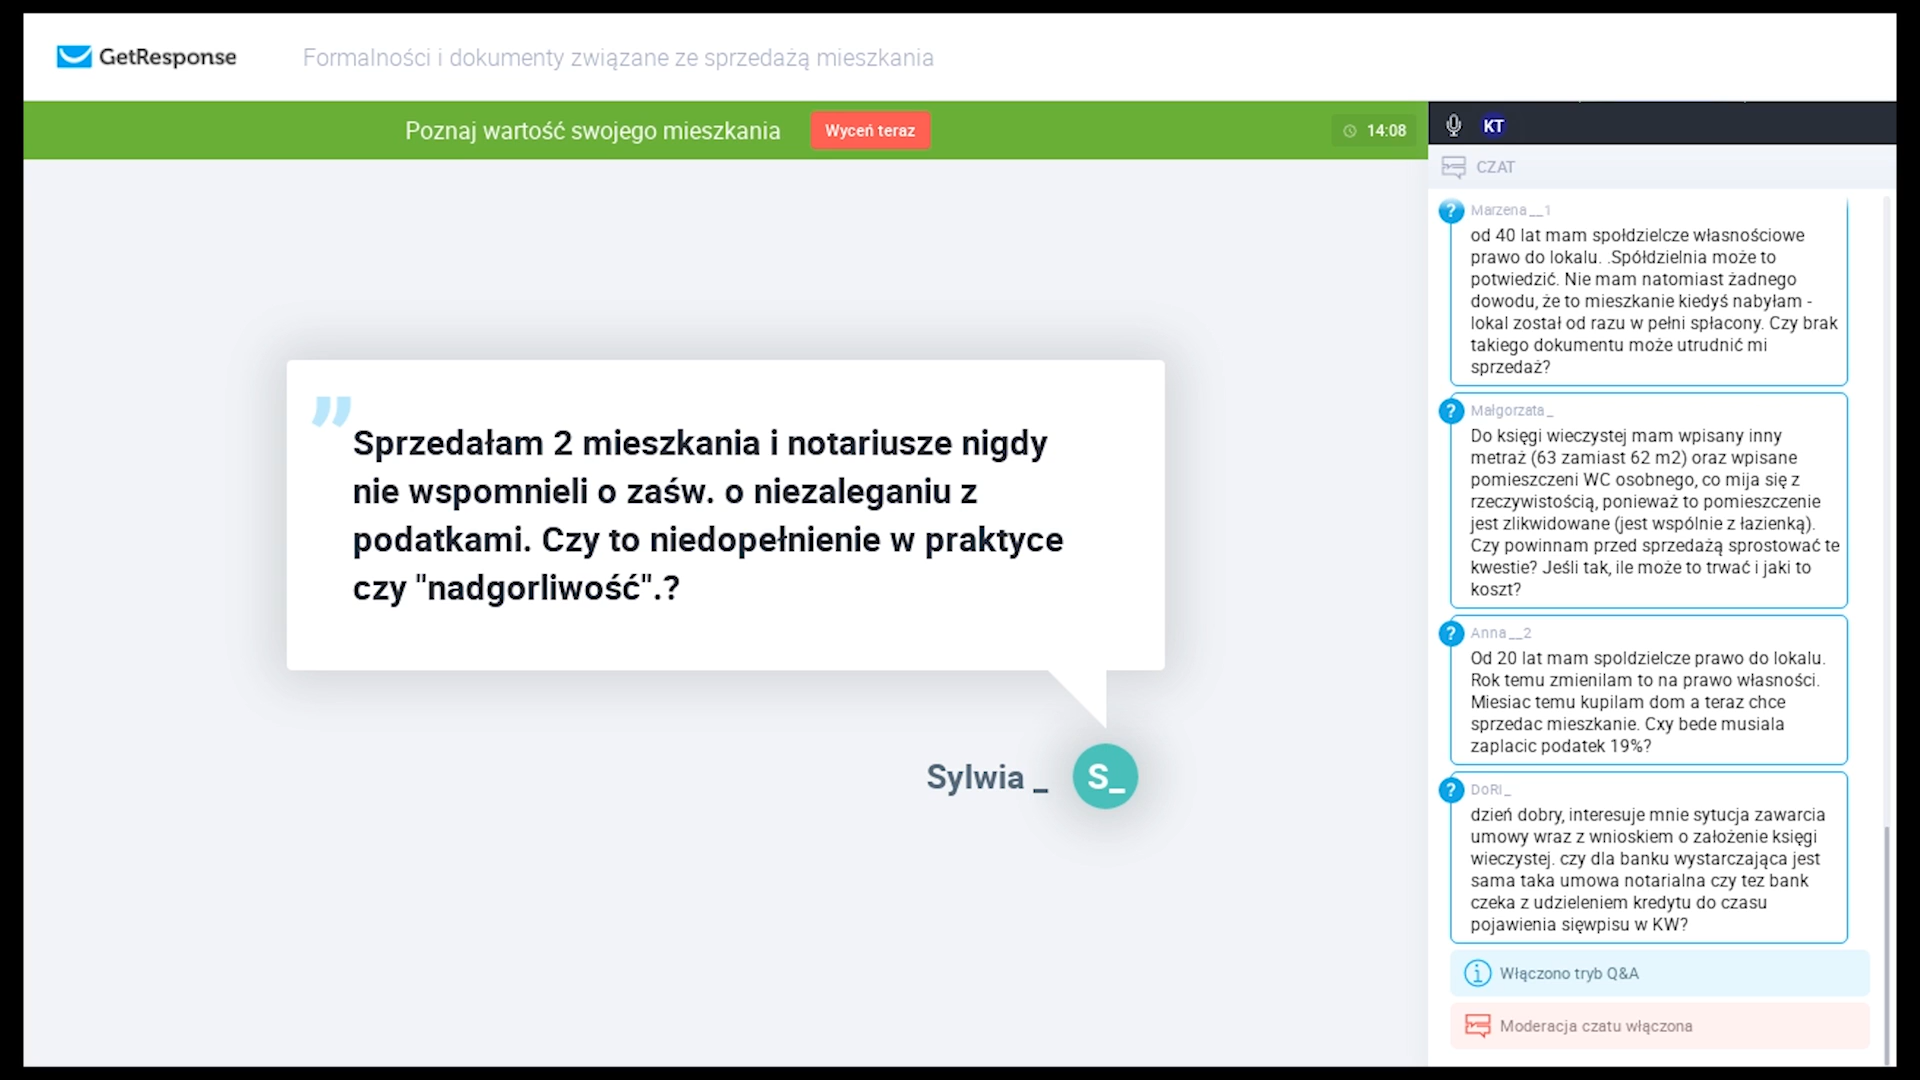 GetResponse
Formalności i dokumenty związane ze sprzedażą mieszkania
Poznaj wartość swojego mieszkania
Wyceń teraz
14:08
KT
CZAT
”
Sprzedałam 2 mieszkania i notariusze nigdy
nie wspomnieli o zaśw. o niezaleganiu z
podatkami. Czy to niedopełnienie w praktyce
czy "nadgorliwość".?
Sylwia _
S_
? Marzena__1
od 40 lat mam społdzielcze własnościowe
prawo do lokalu. .Spółdzielnia może to
potwiedzić. Nie mam natomiast żadnego
dowodu, że to mieszkanie kiedyś nabyłam -
lokal został od razu w pełni spłacony. Czy brak
takiego dokumentu może utrudnić mi
sprzedaż?
? Małgorzata_
Do księgi wieczystej mam wpisany inny
metraż (63 zamiast 62 m2) oraz wpisane
pomieszczeni WC osobnego, co mija się z
rzeczywistością, ponieważ to pomieszczenie
jest zlikwidowane (jest wspólnie z łazienką).
Czy powinnam przed sprzedażą sprostować te
kwestie? Jeśli tak, ile może to trwać i jaki to
koszt?
? Anna__2
Od 20 lat mam spoldzielcze prawo do lokalu.
Rok temu zmienilam to na prawo własności.
Miesiac temu kupilam dom a teraz chce
sprzedac mieszkanie. Cxy bede musiala
zaplacic podatek 19%?
? DoRI_
dzień dobry, interesuje mnie sytucja zawarcia
umowy wraz z wnioskiem o założenie księgi
wieczystej. czy dla banku wystarczająca jest
sama taka umowa notarialna czy tez bank
czeka z udzieleniem kredytu do czasu
pojawienia sięwpisu w KW?
Włączono tryb Q&A
Moderacja czatu włączona